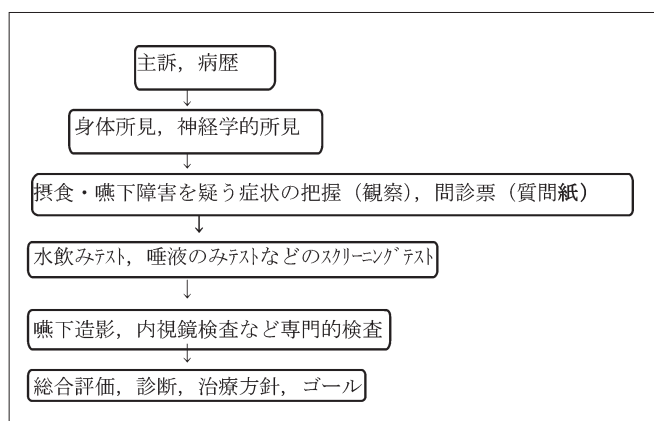 主訴，病歴
↓
身体所見，神経学的所見
↓
摂食・嚥下障害を疑う症状の把握（観察），問診票（質問紙）
↓
水飲みﾃｽﾄ，唾液のみﾃｽﾄなどのｽｸﾘｰﾆﾝｸﾞﾃｽﾄ
↓
嚥下造影，内視鏡検査など専門的検査
↓
総合評価，診断，治療方針，ゴール